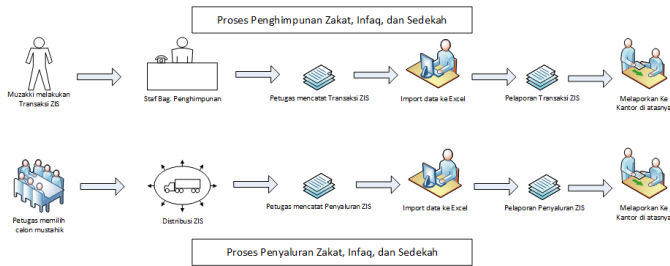 Proses Penghimpunan Zakat, Infaq, dan Sedekah
Muzakki melakukan
Transaksi ZIS
Staf Bag. Penghimpun
Petugas mencatat Transaksi ZIS
Import data ke Excel
Pelaporan Transaksi ZIS
Melaporkan Ke
Kantor di atasnya
Petugas memilih
calon mustahik
Distribusi ZIS
Petugas mencatat Penyaluran ZIS
Import data ke Excel
Pelaporan Penyaluran ZIS
Melaporkan Ke
Kantor di atasnya
Proses Penyaluran Zakat, Infaq, dan Sedekah